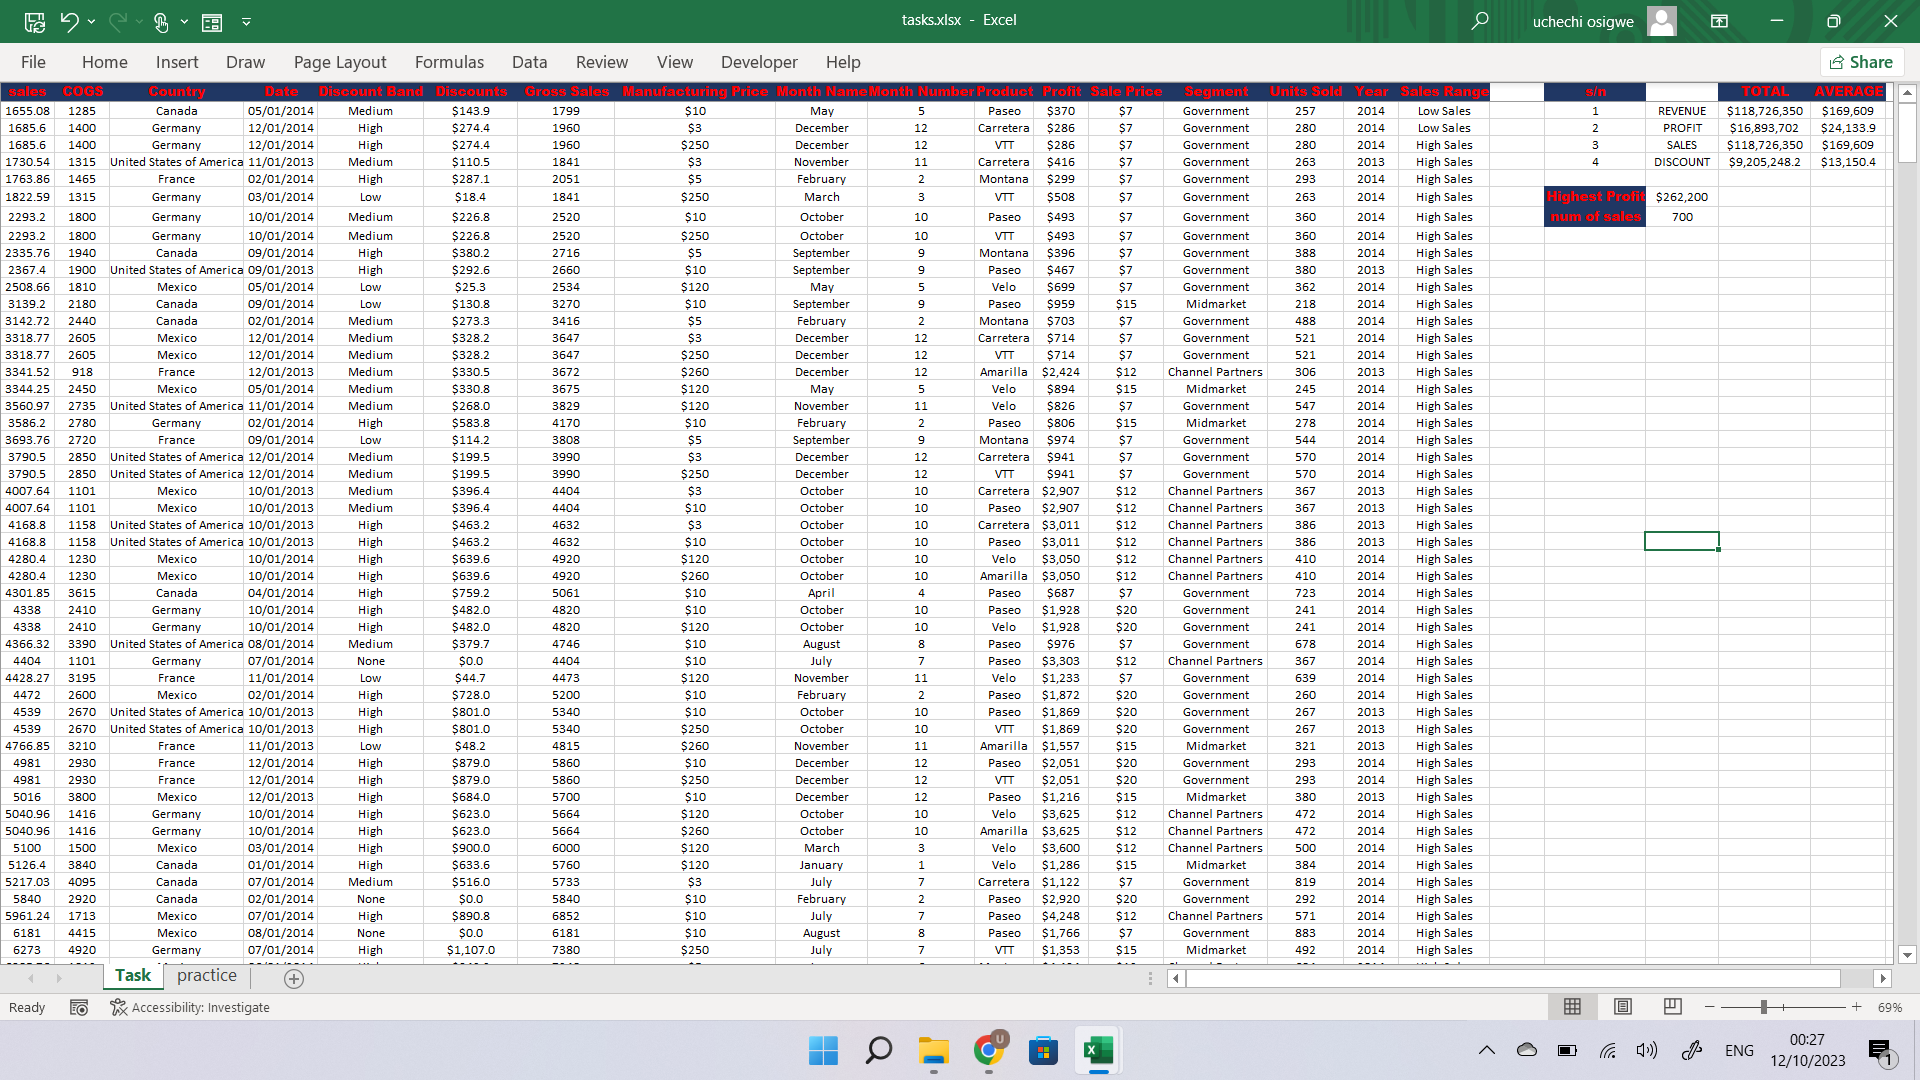 tasks.xlsx - Excel
uchechi osigwe
File Home Insert Draw Page Layout Formulas Data Review View Developer Help Share
sales COGS Country Date Discount Band Discounts Gross Sales Manufacturing Price Month Name Month Number Product Profit Sale Price Segment Units Sold Year Sales Range s/n TOTAL AVERAGE
1655.08 1285 Canada 05/01/2014 Medium $143.9 1799 $10 May 5 Paseo $370 $7 Government 257 2014 Low Sales 1 REVENUE $118,726,350 $169,609
1685.6 1400 Germany 12/01/2014 High $274.4 1960 $3 December 12 Carretera $286 $7 Government 280 2014 Low Sales 2 PROFIT $16,893,702 $24,133.9
1685.6 1400 Germany 12/01/2014 High $274.4 1960 $250 December 12 VTT $286 $7 Government 280 2014 High Sales 3 SALES $118,726,350 $169,609
1730.54 1315 United States of America 11/01/2013 Medium $110.5 1841 $3 November 11 Carretera $416 $7 Government 263 2013 High Sales 4 DISCOUNT $9,205,248.2 $13,150.4
1763.86 1465 France 02/01/2014 High $287.1 2051 $5 February 2 Montana $299 $7 Government 293 2014 High Sales
1822.59 1315 Germany 03/01/2014 Low $18.4 1841 $250 March 3 VTT $508 $7 Government 263 2014 High Sales Highest Profit $262,200
2293.2 1800 Germany 10/01/2014 Medium $226.8 2520 $10 October 10 Paseo $493 $7 Government 360 2014 High Sales num of sales 700
2293.2 1800 Germany 10/01/2014 Medium $226.8 2520 $250 October 10 VTT $493 $7 Government 360 2014 High Sales
2335.76 1940 Canada 09/01/2014 High $380.2 2716 $5 September 9 Montana $396 $7 Government 388 2014 High Sales
2367.4 1900 United States of America 09/01/2013 High $292.6 2660 $10 September 9 Paseo $467 $7 Government 380 2013 High Sales
2508.66 1810 Mexico 05/01/2014 Low $25.3 2534 $120 May 5 Velo $699 $7 Government 362 2014 High Sales
3139.2 2180 Canada 09/01/2014 Low $130.8 3270 $10 September 9 Paseo $959 $15 Midmarket 218 2014 High Sales
3142.72 2440 Canada 02/01/2014 Medium $273.3 3416 $5 February 2 Montana $703 $7 Government 488 2014 High Sales
3318.77 2605 Mexico 12/01/2014 Medium $328.2 3647 $3 December 12 Carretera $714 $7 Government 521 2014 High Sales
3318.77 2605 Mexico 12/01/2014 Medium $328.2 3647 $250 December 12 VTT $714 $7 Government 521 2014 High Sales
3341.52 918 France 12/01/2013 Medium $330.5 3672 $260 December 12 Amarilla $2,424 $12 Channel Partners 306 2013 High Sales
3344.25 2450 Mexico 05/01/2014 Medium $330.8 3675 $120 May 5 Velo $894 $15 Midmarket 245 2014 High Sales
3560.97 2735 United States of America 11/01/2014 Medium $268.0 3829 $120 November 11 Velo $826 $7 Government 547 2014 High Sales
3586.2 2780 Germany 02/01/2014 High $583.8 4170 $10 February 2 Paseo $806 $15 Midmarket 278 2014 High Sales
3693.76 2720 France 09/01/2014 Low $114.2 3808 $5 September 9 Montana $974 $7 Government 544 2014 High Sales
3790.5 2850 United States of America 12/01/2014 Medium $199.5 3990 $3 December 12 Carretera $941 $7 Government 570 2014 High Sales
3790.5 2850 United States of America 12/01/2014 Medium $199.5 3990 $250 December 12 VTT $941 $7 Government 570 2014 High Sales
4007.64 1101 Mexico 10/01/2013 Medium $396.4 4404 $3 October 10 Carretera $2,907 $12 Channel Partners 367 2013 High Sales
4007.64 1101 Mexico 10/01/2013 Medium $396.4 4404 $10 October 10 Paseo $2,907 $12 Channel Partners 367 2013 High Sales
4168.8 1158 United States of America 10/01/2013 High $463.2 4632 $3 October 10 Carretera $3,011 $12 Channel Partners 386 2013 High Sales
4168.8 1158 United States of America 10/01/2013 High $463.2 4632 $10 October 10 Paseo $3,011 $12 Channel Partners 386 2013 High Sales
4280.4 1230 Mexico 10/01/2014 High $639.6 4920 $120 October 10 Velo $3,050 $12 Channel Partners 410 2014 High Sales
4280.4 1230 Mexico 10/01/2014 High $639.6 4920 $260 October 10 Amarilla $3,050 $12 Channel Partners 410 2014 High Sales
4301.85 3615 Canada 04/01/2014 High $759.2 5061 $10 April 4 Paseo $687 $7 Government 723 2014 High Sales
4338 2410 Germany 10/01/2014 High $482.0 4820 $10 October 10 Paseo $1,928 $20 Government 241 2014 High Sales
4338 2410 Germany 10/01/2014 High $482.0 4820 $120 October 10 Velo $1,928 $20 Government 241 2014 High Sales
4366.32 3390 United States of America 08/01/2014 Medium $379.7 4746 $10 August 8 Paseo $976 $7 Government 678 2014 High Sales
4404 1101 Germany 07/01/2014 None $0.0 4404 $10 July 7 Paseo $3,303 $12 Channel Partners 367 2014 High Sales
4428.27 3195 France 11/01/2014 Low $44.7 4473 $120 November 11 Velo $1,233 $7 Government 639 2014 High Sales
4472 2600 Mexico 02/01/2014 High $728.0 5200 $10 February 2 Paseo $1,872 $20 Government 260 2014 High Sales
4539 2670 United States of America 10/01/2013 High $801.0 5340 $10 October 10 Paseo $1,869 $20 Government 267 2013 High Sales
4539 2670 United States of America 10/01/2013 High $801.0 5340 $250 October 10 VTT $1,869 $20 Government 267 2013 High Sales
4766.85 3210 France 11/01/2013 Low $48.2 4815 $260 November 11 Amarilla $1,557 $15 Midmarket 321 2013 High Sales
4981 2930 France 12/01/2014 High $879.0 5860 $10 December 12 Paseo $2,051 $20 Government 293 2014 High Sales
4981 2930 France 12/01/2014 High $879.0 5860 $250 December 12 VTT $2,051 $20 Government 293 2014 High Sales
5016 3800 Mexico 12/01/2013 High $684.0 5700 $10 December 12 Paseo $1,216 $15 Midmarket 380 2013 High Sales
5040.96 1416 Germany 10/01/2014 High $623.0 5664 $120 October 10 Velo $3,625 $12 Channel Partners 472 2014 High Sales
5040.96 1416 Germany 10/01/2014 High $623.0 5664 $260 October 10 Amarilla $3,625 $12 Channel Partners 472 2014 High Sales
5100 1500 Mexico 03/01/2014 High $900.0 6000 $120 March 3 Velo $3,600 $12 Channel Partners 500 2014 High Sales
5126.4 3840 Canada 01/01/2014 High $633.6 5760 $120 January 1 Velo $1,286 $15 Midmarket 384 2014 High Sales
5217.03 4095 Canada 07/01/2014 Medium $516.0 5733 $3 July 7 Carretera $1,122 $7 Government 819 2014 High Sales
5840 2920 Canada 02/01/2014 None $0.0 5840 $10 February 2 Paseo $2,920 $20 Government 292 2014 High Sales
5961.24 1713 Mexico 07/01/2014 High $890.8 6852 $10 July 7 Paseo $4,248 $12 Channel Partners 571 2014 High Sales
6181 4415 Mexico 08/01/2014 None $0.0 6181 $10 August 8 Paseo $1,766 $7 Government 883 2014 High Sales
6273 4920 Germany 07/01/2014 High $1,107.0 7380 $250 July 7 VTT $1,353 $15 Midmarket 492 2014 High Sales
Task practice
Ready Accessibility: Investigate 69%
U
ENG 00:27
12/10/2023
1